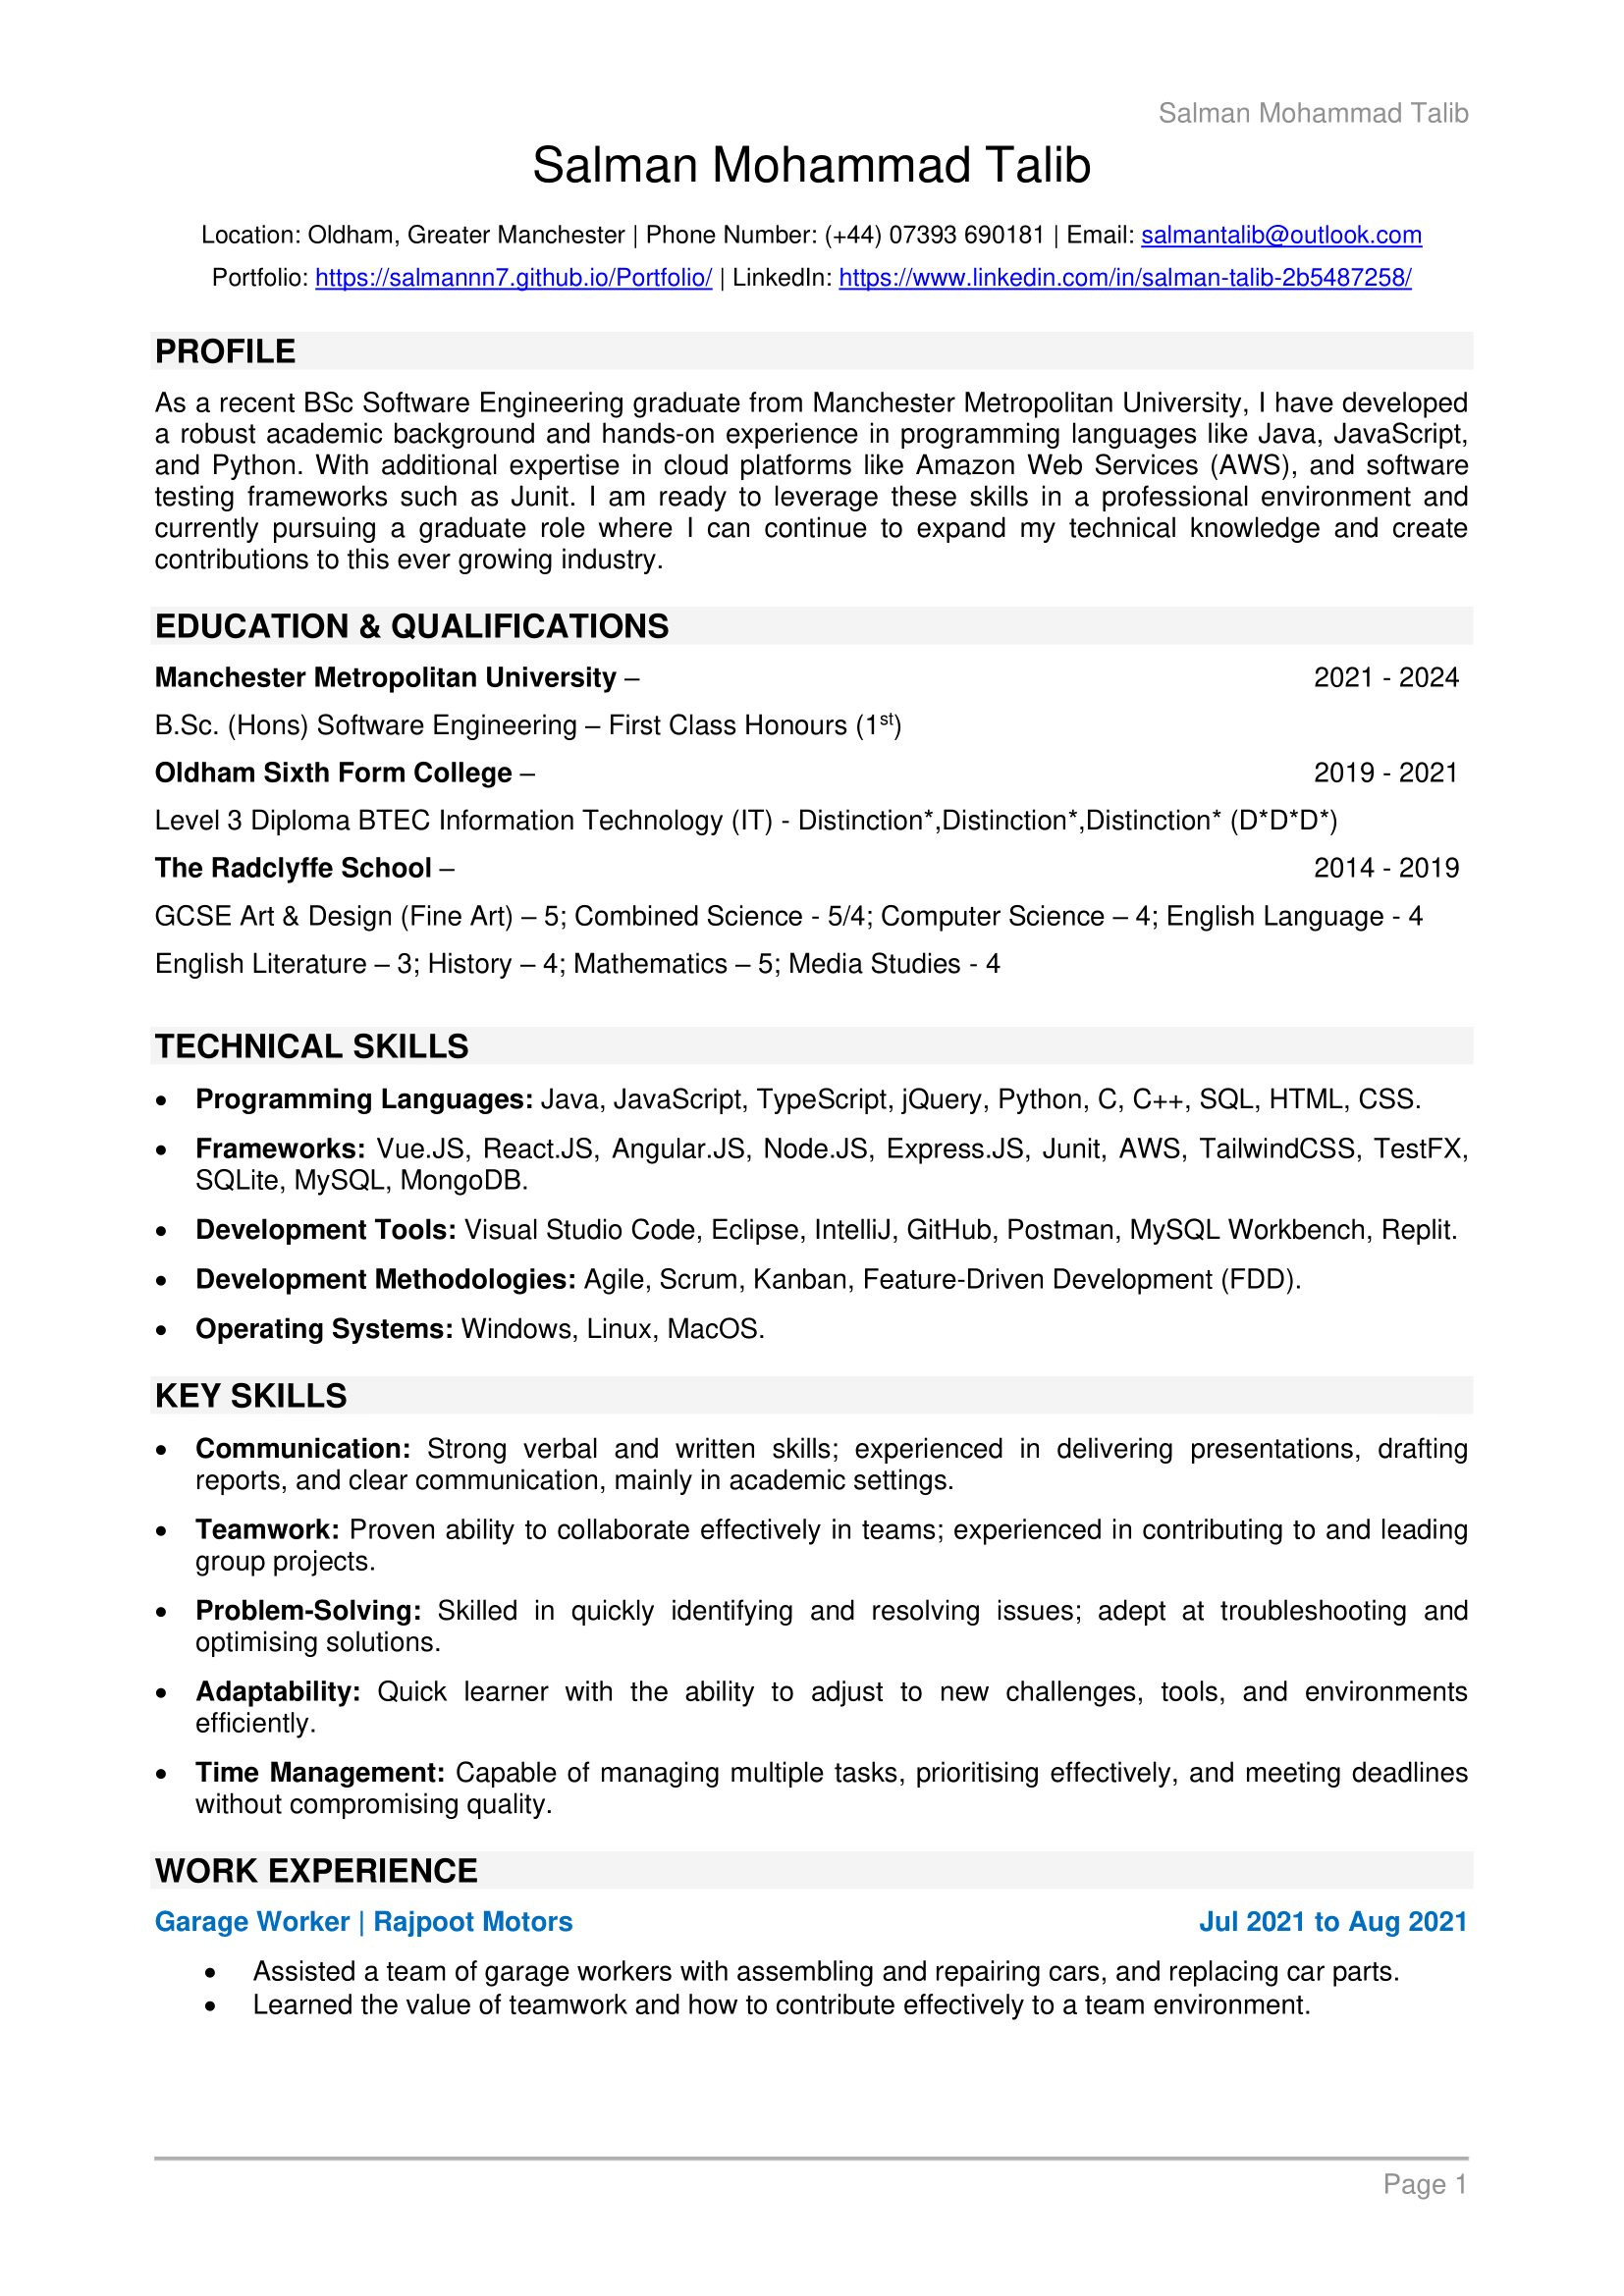 Salman Mohammad Talib
Salman Mohammad Talib
Location: Oldham, Greater Manchester | Phone Number: (+44) 07393 690181 | Email: salmantalib@outlook.com
Portfolio: https://salmannn7.github.io/Portfolio/ | LinkedIn: https://www.linkedin.com/in/salman-talib-2b5487258/
PROFILE
As a recent BSc Software Engineering graduate from Manchester Metropolitan University, I have developed
a robust academic background and hands-on experience in programming languages like Java, JavaScript,
and Python. With additional expertise in cloud platforms like Amazon Web Services (AWS), and software
testing frameworks such as Junit. I am ready to leverage these skills in a professional environment and
currently pursuing a graduate role where I can continue to expand my technical knowledge and create
contributions to this ever growing industry.
EDUCATION & QUALIFICATIONS
Manchester Metropolitan University – 2021 - 2024
B.Sc. (Hons) Software Engineering – First Class Honours (1st)
Oldham Sixth Form College – 2019 - 2021
Level 3 Diploma BTEC Information Technology (IT) - Distinction*,Distinction*,Distinction* (D*D*D*)
The Radclyffe School – 2014 - 2019
GCSE Art & Design (Fine Art) – 5; Combined Science - 5/4; Computer Science – 4; English Language - 4
English Literature – 3; History – 4; Mathematics – 5; Media Studies - 4
TECHNICAL SKILLS
• Programming Languages: Java, JavaScript, TypeScript, jQuery, Python, C, C++, SQL, HTML, CSS.
• Frameworks: Vue.JS, React.JS, Angular.JS, Node.JS, Express.JS, Junit, AWS, TailwindCSS, TestFX,
SQLite, MySQL, MongoDB.
• Development Tools: Visual Studio Code, Eclipse, IntelliJ, GitHub, Postman, MySQL Workbench, Replit.
• Development Methodologies: Agile, Scrum, Kanban, Feature-Driven Development (FDD).
• Operating Systems: Windows, Linux, MacOS.
KEY SKILLS
• Communication: Strong verbal and written skills; experienced in delivering presentations, drafting
reports, and clear communication, mainly in academic settings.
• Teamwork: Proven ability to collaborate effectively in teams; experienced in contributing to and leading
group projects.
• Problem-Solving: Skilled in quickly identifying and resolving issues; adept at troubleshooting and
optimising solutions.
• Adaptability: Quick learner with the ability to adjust to new challenges, tools, and environments
efficiently.
• Time Management: Capable of managing multiple tasks, prioritising effectively, and meeting deadlines
without compromising quality.
WORK EXPERIENCE
Garage Worker | Rajpoot Motors Jul 2021 to Aug 2021
• Assisted a team of garage workers with assembling and repairing cars, and replacing car parts.
• Learned the value of teamwork and how to contribute effectively to a team environment.
Page 1